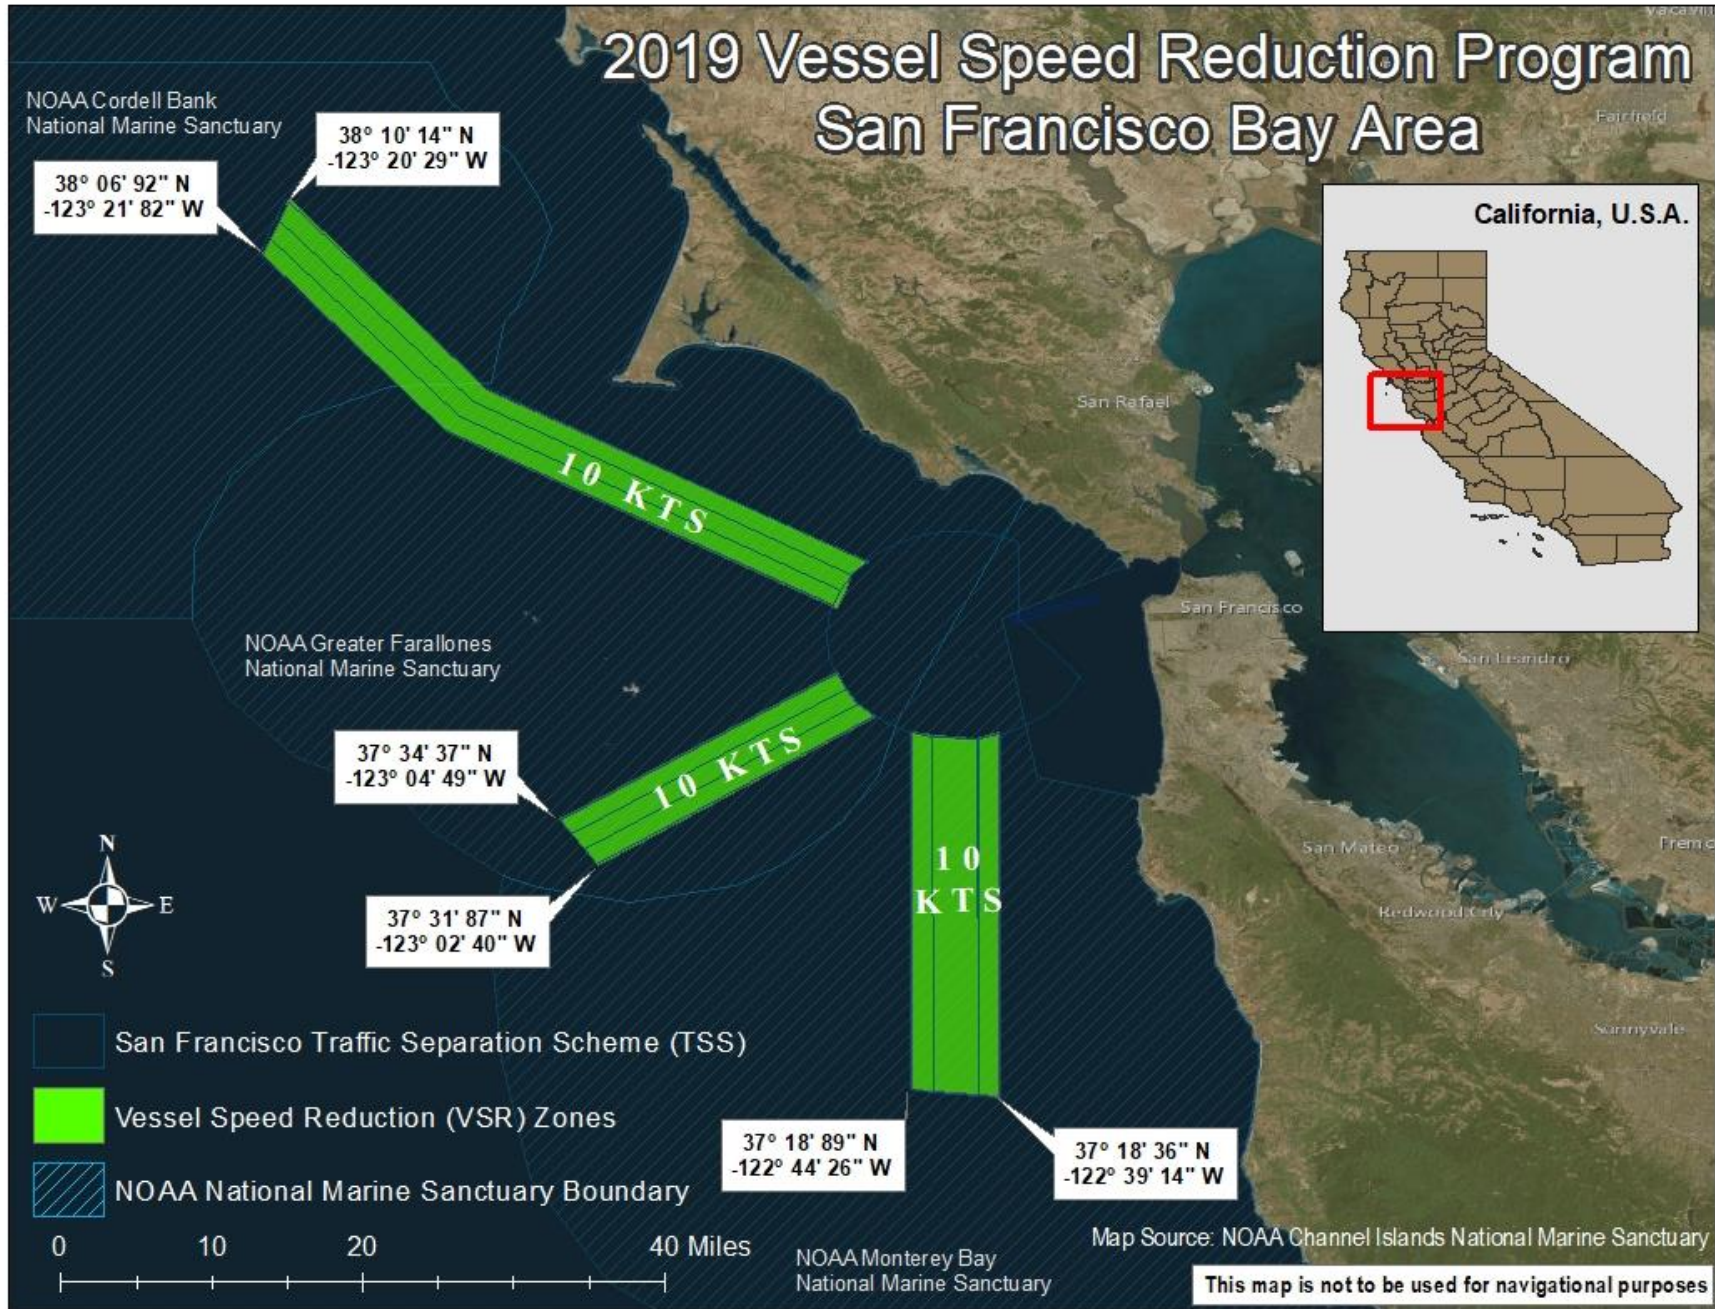 2019 Vessel Speed Reduction Program
San Francisco Bay Area
NOAA Cordell Bank
National Marine Sanctuary
38° 10' 14" N
-123° 20' 29" W
38° 06' 92" N
-123° 21' 82" W
Fairfield
California, U.S.A.
San Rafael
10 KTS
San Francisco
NOAA Greater Farallones
National Marine Sanctuary
San Leandro
37° 34' 37" N
-123° 04' 49" W
10 KTS
10
KTS
San Mateo
37° 31' 87" N
-123° 02' 40" W
Redwood City
N
W
E
S
Sunnyvale
San Francisco Traffic Separation Scheme (TSS)
Vessel Speed Reduction (VSR) Zones
NOAA National Marine Sanctuary Boundary
37° 18' 89" N
-122° 44' 26" W
37° 18' 36" N
-122° 39' 14" W
0 10 20 40 Miles
NOAA Monterey Bay
National Marine Sanctuary
Map Source: NOAA Channel Islands National Marine Sanctuary
This map is not to be used for navigational purposes